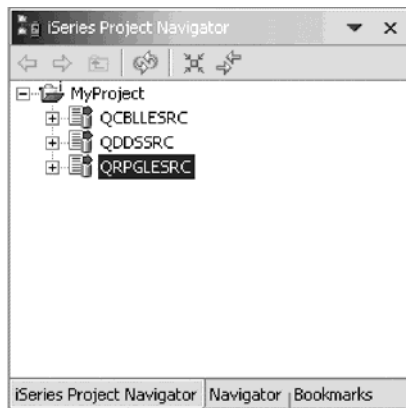 iSeries Project Navigator
MyProject
QCBLLESRC
QDDSSRC
QRPGLESRC
iSeries Project Navigator Navigator Bookmarks